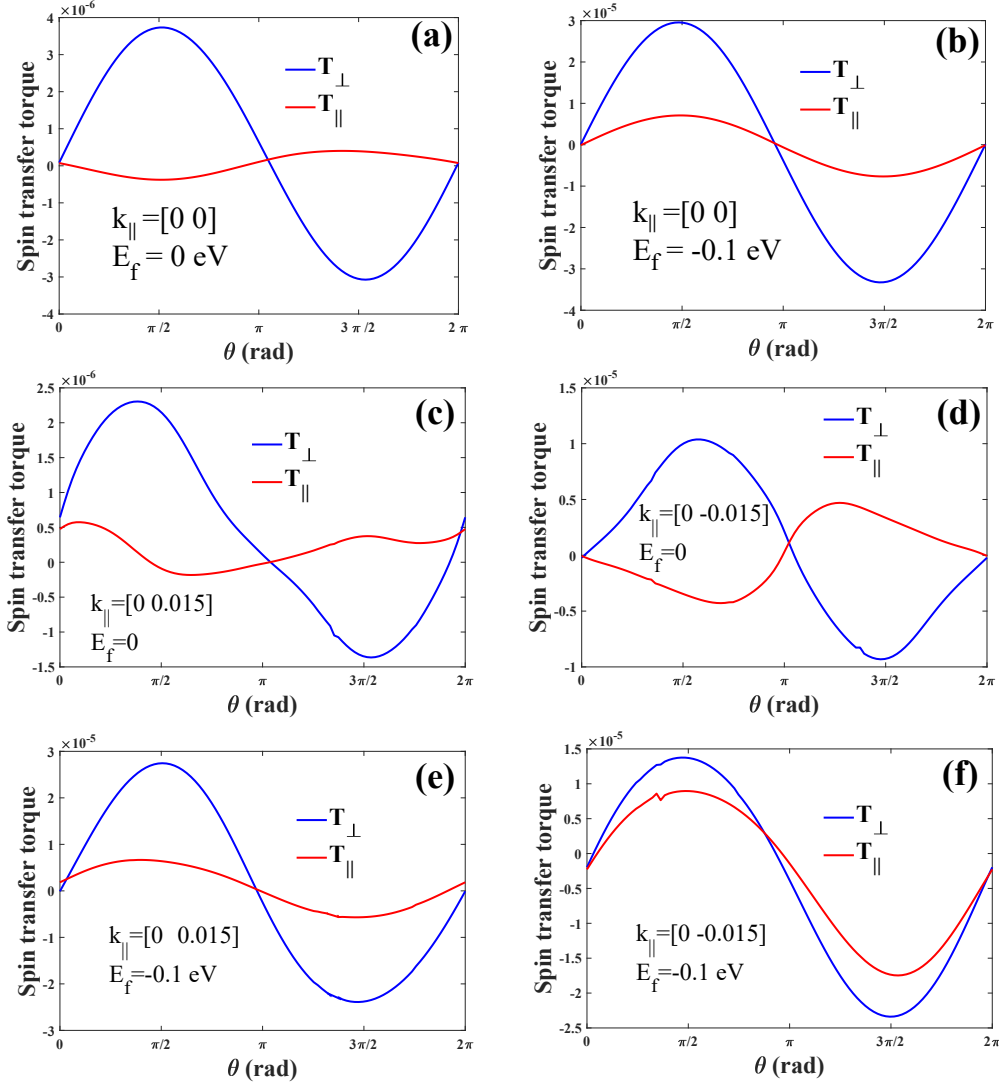 ×10⁻⁶
(a)
T⊥
T||
4
3
2
1
0
-1
-2
-3
-4
Spin transfer torque
k|| =[0 0]
E_f = 0 eV
0 π/2 π 3 π/2 2 π
θ (rad)
×10⁻⁵
(b)
T⊥
T||
3
2
1
0
-1
-2
-3
-4
Spin transfer torque
k|| =[0 0]
E_f = -0.1 eV
0 π/2 π 3π/2 2π
θ (rad)
×10⁻⁶
(c)
T⊥
T||
2.5
2
1.5
1
0.5
0
-0.5
-1
-1.5
Spin transfer torque
k||=[0 0.015]
E_f=0
0 π/2 π 3π/2 2π
θ (rad)
×10⁻⁵
(d)
T⊥
T||
1.5
1
0.5
0
-0.5
-1
Spin transfer torque
k||=[0 -0.015]
E_f=0
0 π/2 π 3π/2 2π
θ (rad)
×10⁻⁵
(e)
T⊥
T||
3
2
1
0
-1
-2
-3
Spin transfer torque
k||=[0 0.015]
E_f=-0.1 eV
0 π/2 π 3π/2 2π
θ (rad)
×10⁻⁵
(f)
T⊥
T||
1.5
1
0.5
0
-0.5
-1
-1.5
-2
-2.5
Spin transfer torque
k||=[0 -0.015]
E_f=-0.1 eV
0 π/2 π 3π/2 2π
θ (rad)